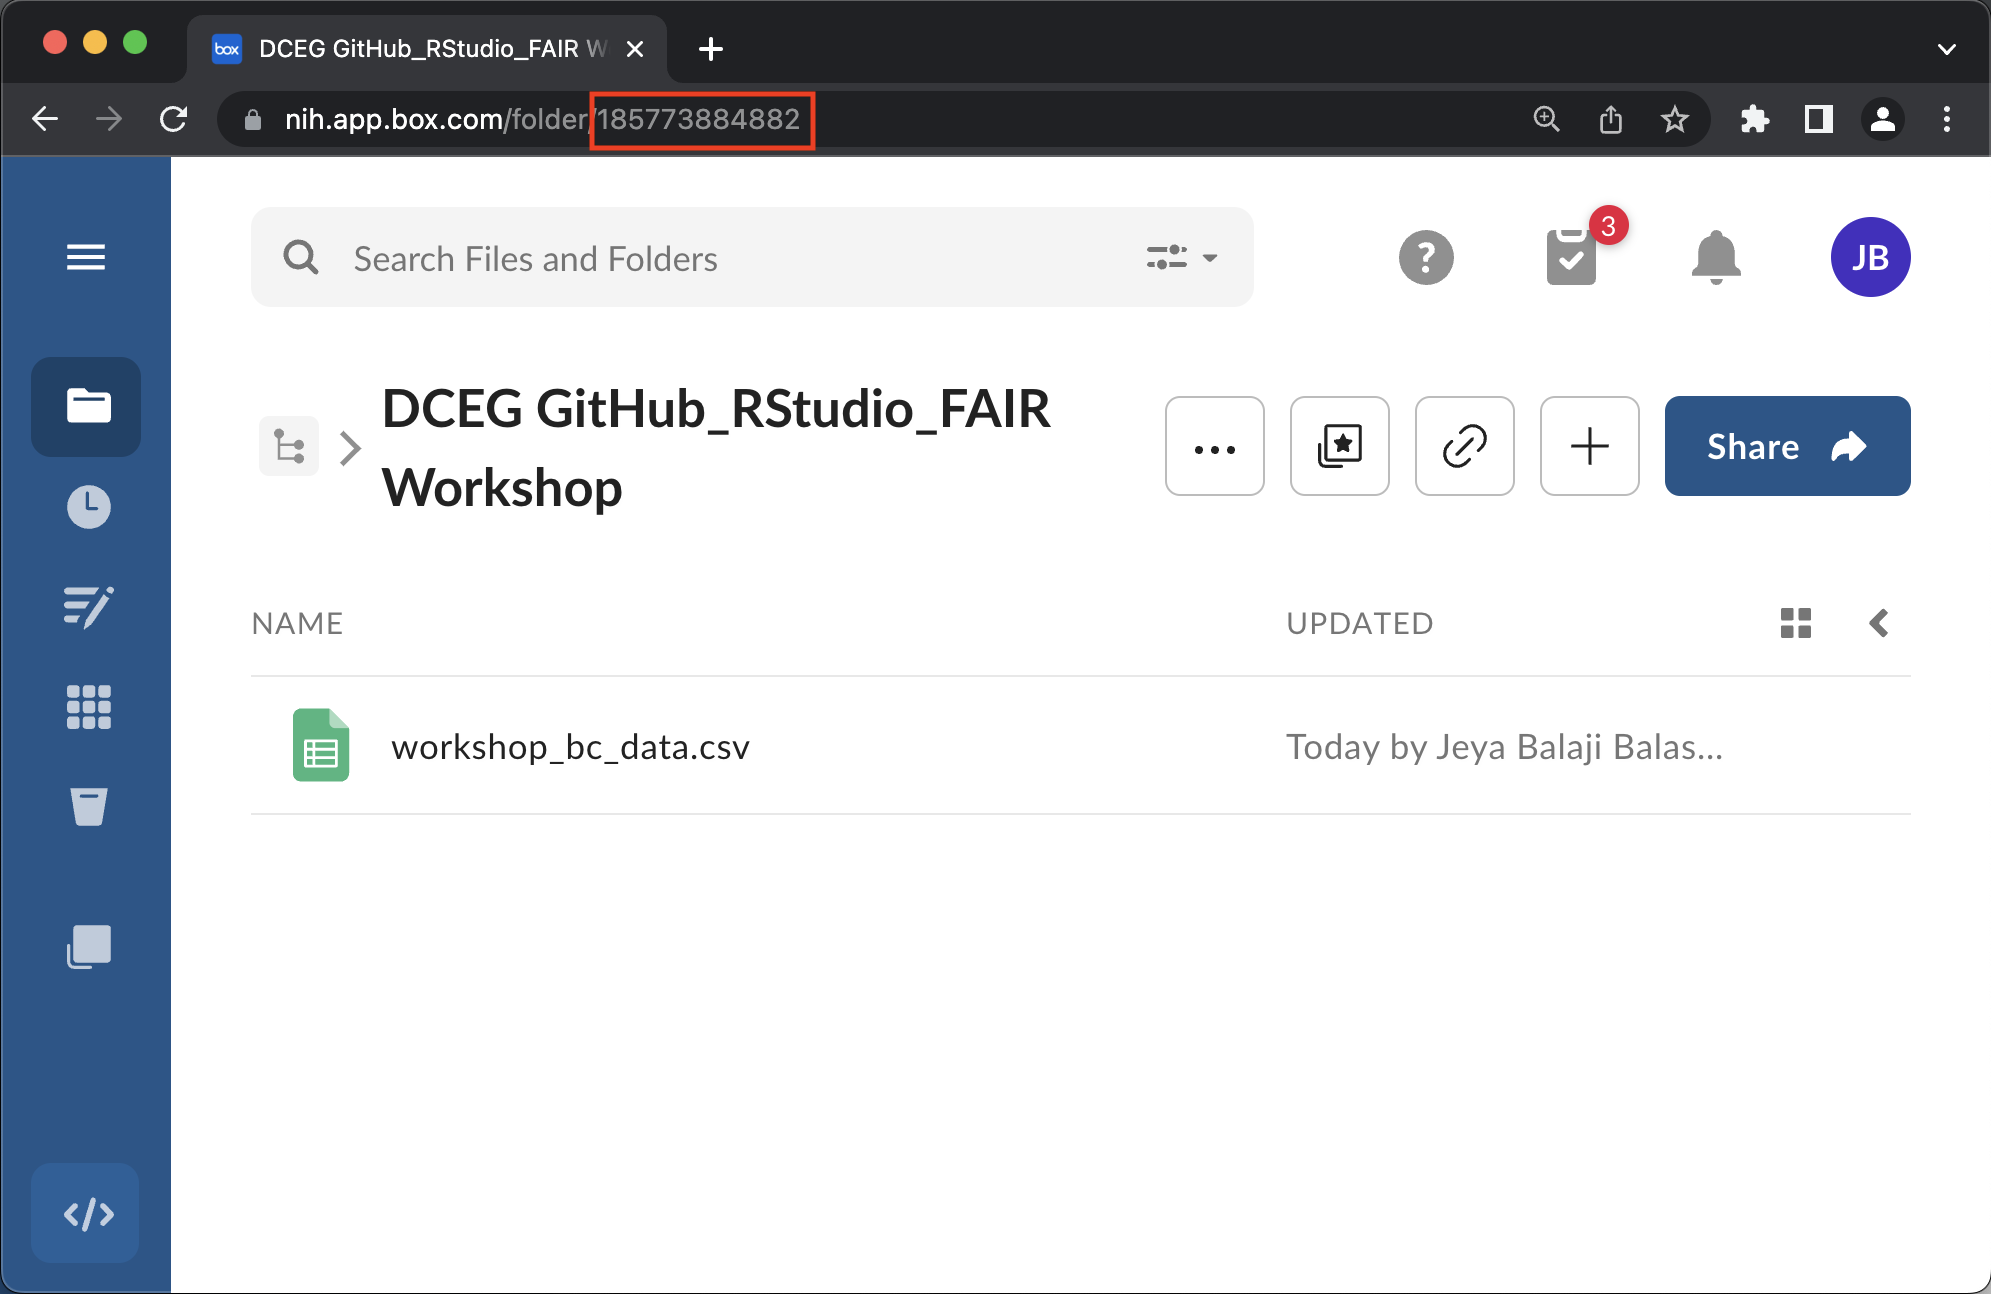 box DCEG GitHub_RStudio_FAIR W
nih.app.box.com/folder/185773884882
Search Files and Folders
?
3
JB
DCEG GitHub_RStudio_FAIR
Workshop
Share
NAME
UPDATED
workshop_bc_data.csv
Today by Jeya Balaji Balas...